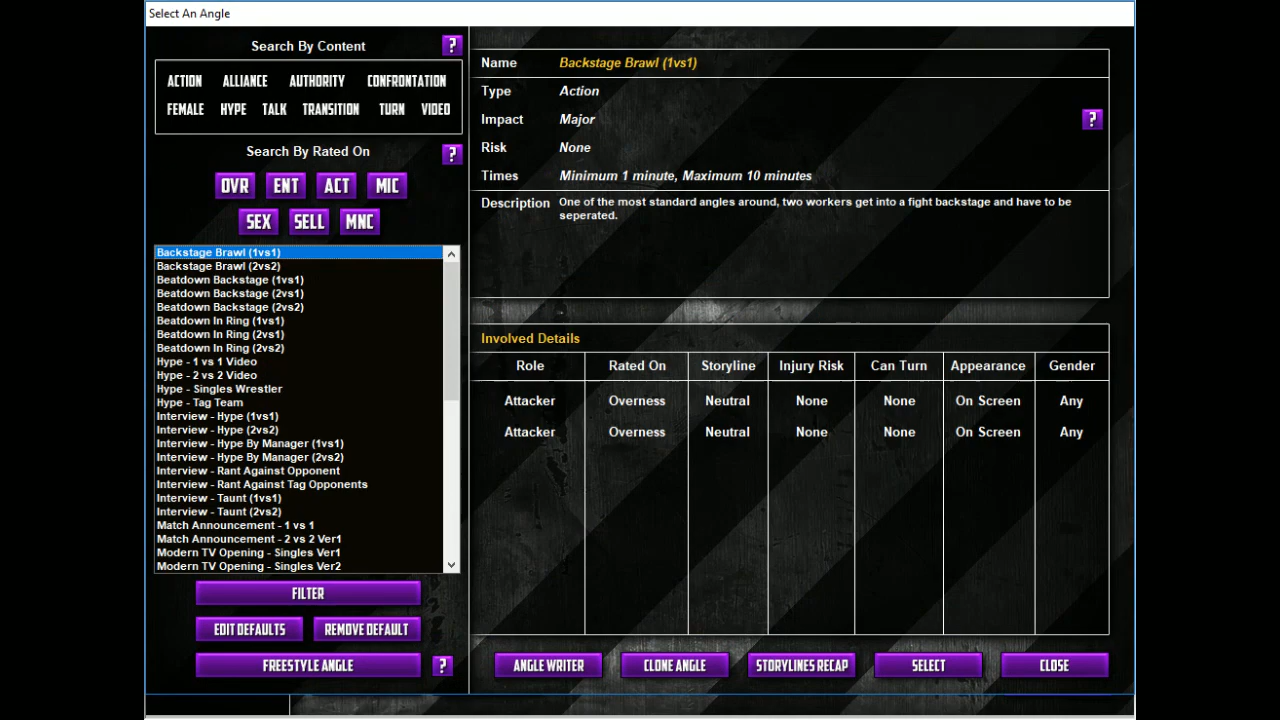 Select An Angle
Search By Content
?
ACTION ALLIANCE AUTHORITY CONFRONTATION
FEMALE HYPE TALK TRANSITION TURN VIDEO
Search By Rated On
?
OVR ENT ACT MIC
SEX SELL MNC
Backstage Brawl (1vs1)
Backstage Brawl (2vs2)
Beatdown Backstage (1vs1)
Beatdown Backstage (2vs1)
Beatdown Backstage (2vs2)
Beatdown In Ring (1vs1)
Beatdown In Ring (2vs1)
Beatdown In Ring (2vs2)
Hype - 1 vs 1 Video
Hype - 2 vs 2 Video
Hype - Singles Wrestler
Hype - Tag Team
Interview - Hype (1vs1)
Interview - Hype (2vs2)
Interview - Hype By Manager (1vs1)
Interview - Hype By Manager (2vs2)
Interview - Rant Against Opponent
Interview - Rant Against Tag Opponents
Interview - Taunt (1vs1)
Interview - Taunt (2vs2)
Match Announcement - 1 vs 1
Match Announcement - 2 vs 2 Ver1
Modern TV Opening - Singles Ver1
Modern TV Opening - Singles Ver2
FILTER
EDIT DEFAULTS REMOVE DEFAULT
FREESTYLE ANGLE ?
Name Backstage Brawl (1vs1)
Type Action
Impact Major ?
Risk None
Times Minimum 1 minute, Maximum 10 minutes
Description One of the most standard angles around, two workers get into a fight backstage and have to be
seperated.
Involved Details
Role Rated On Storyline Injury Risk Can Turn Appearance Gender
Attacker Overness Neutral None None On Screen Any
Attacker Overness Neutral None None On Screen Any
ANGLE WRITER CLONE ANGLE STORYLINES RECAP SELECT CLOSE